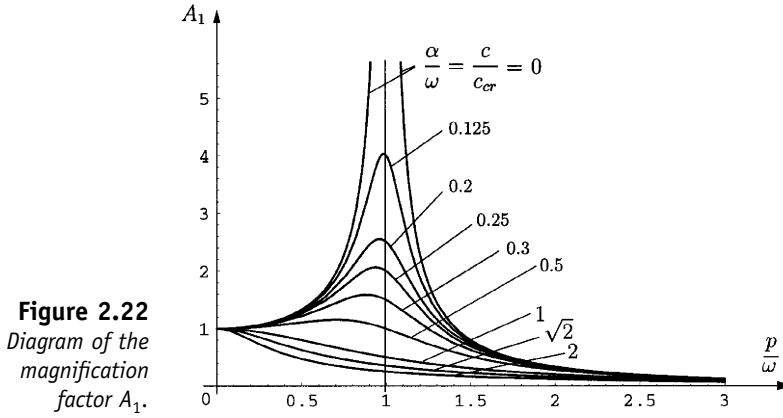 A₁
α/ω = c/c_cr = 0
5
0.125
4
0.2
3
0.25
0.3
2
0.5
Figure 2.22
Diagram of the
magnification
factor A₁.
1
1
√2
2
p/ω
0
0.5
1
1.5
2
2.5
3